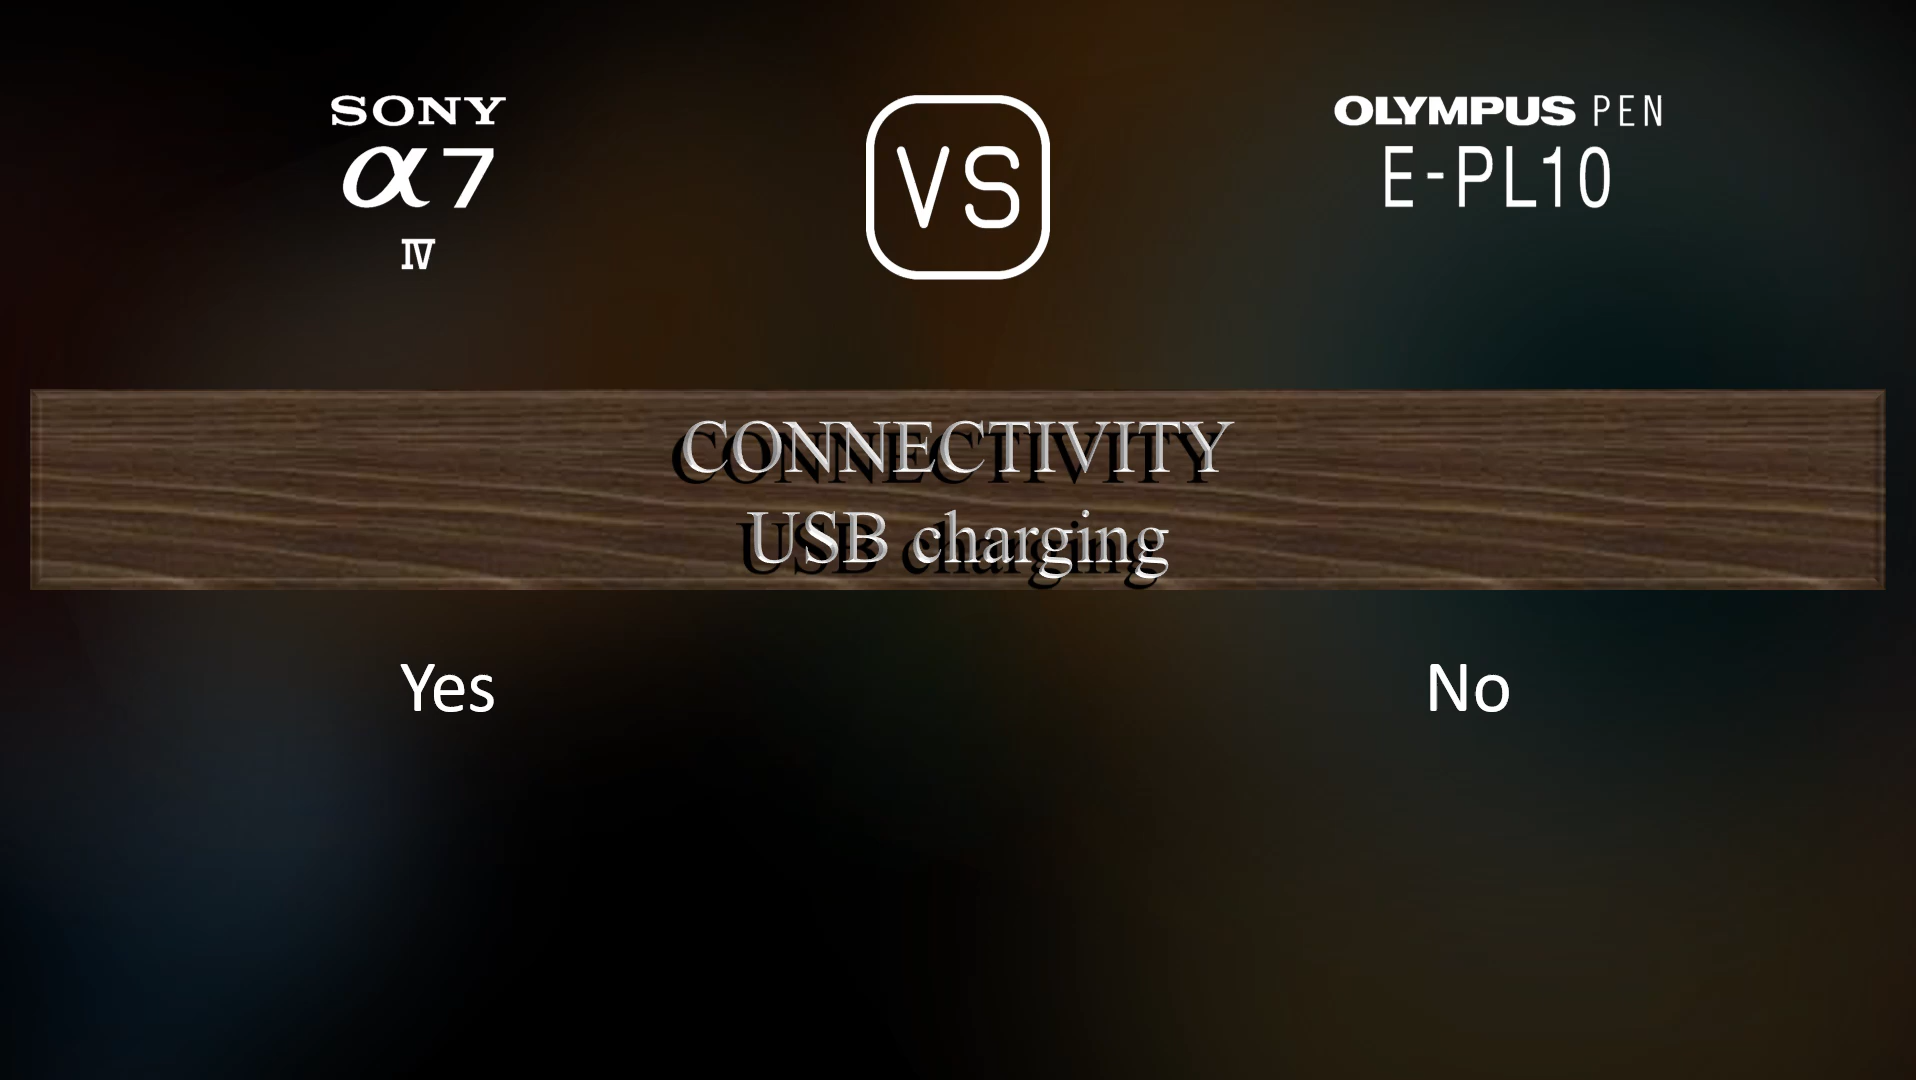 SONY
α7
IV
VS
OLYMPUS PEN
E-PL10
CONNECTIVITY
USB charging
Yes
No